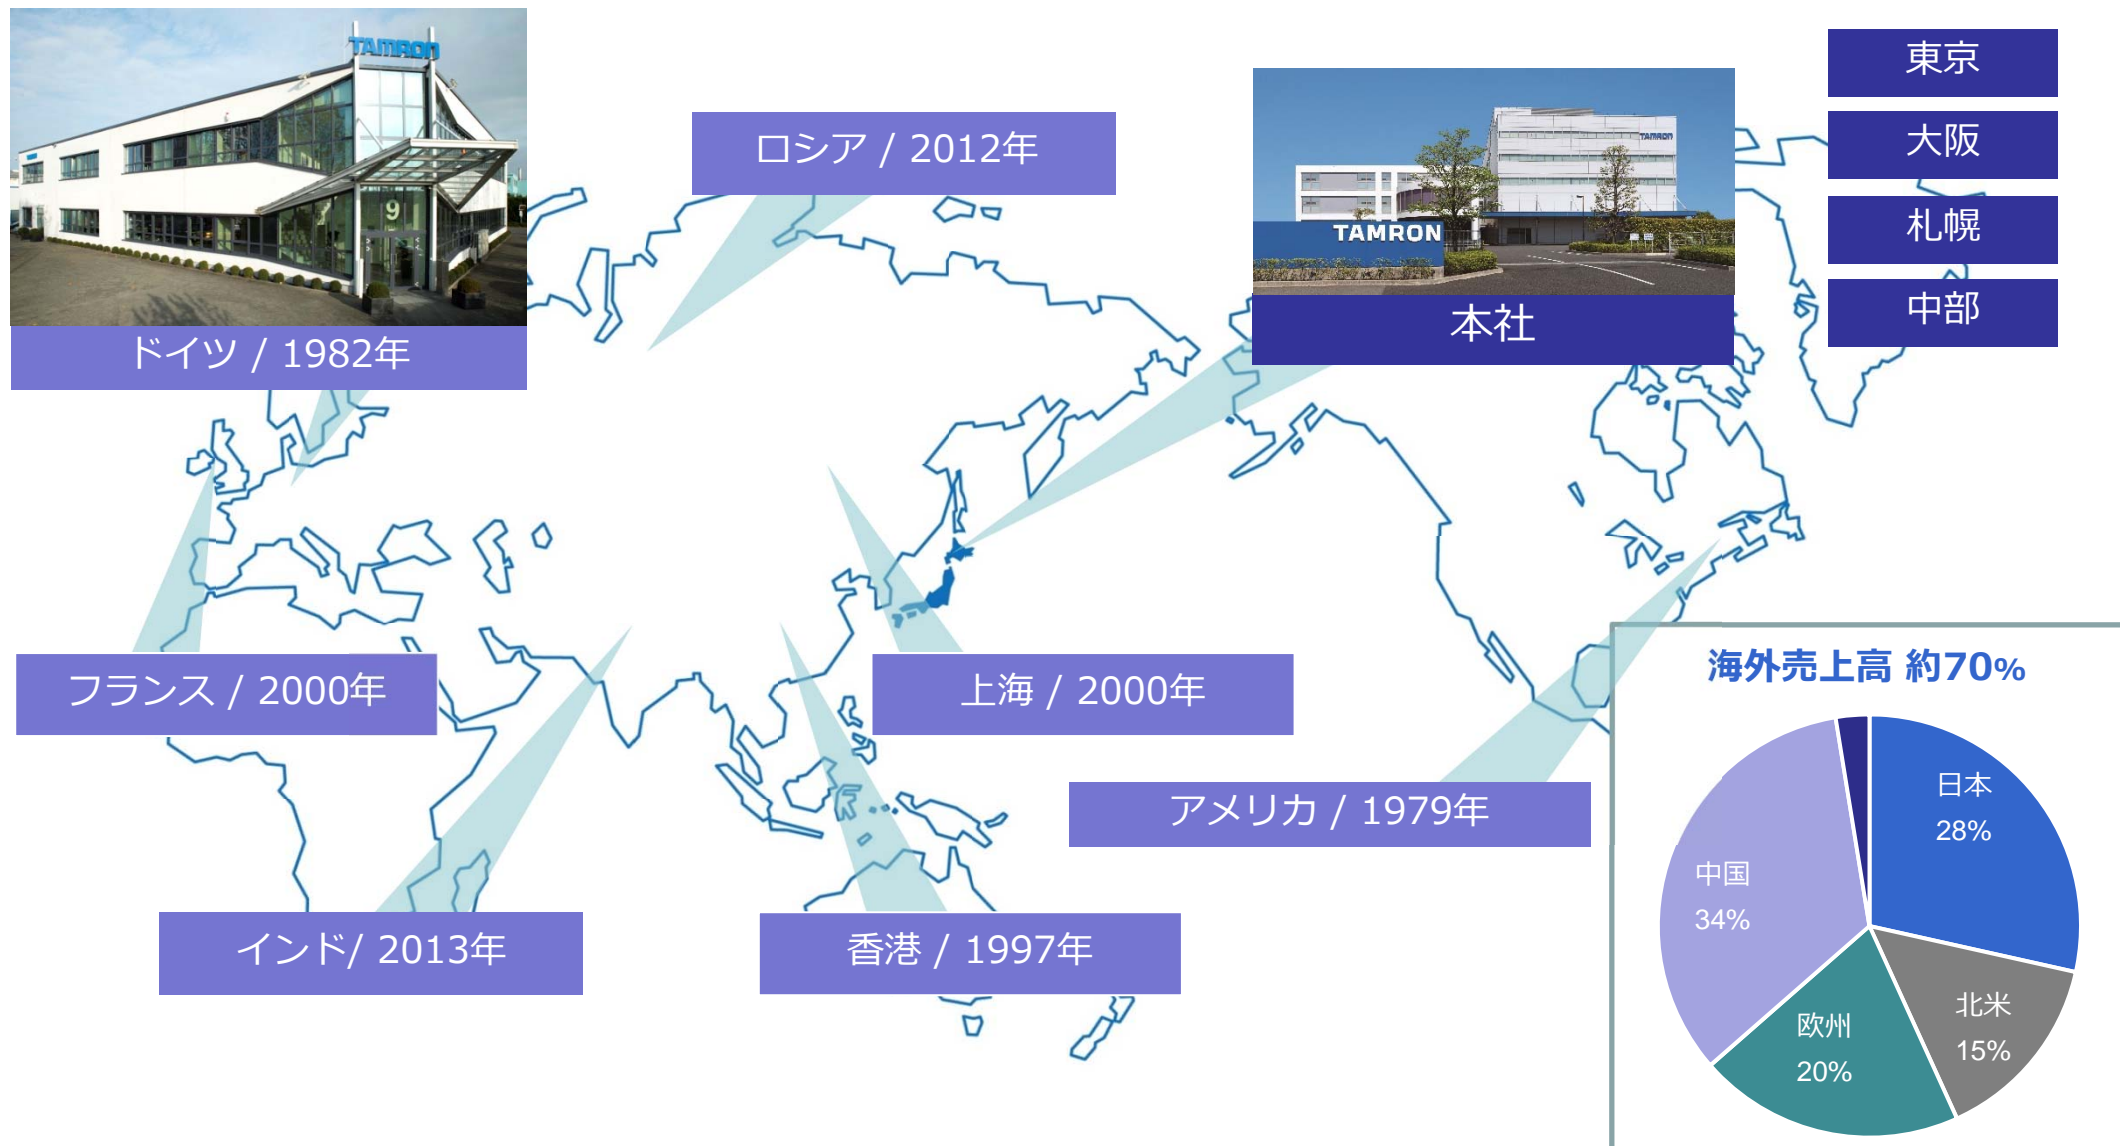 TAMRON
9
ドイツ / 1982年
ロシア / 2012年
TAMRON
TAMRON
本社
東京
大阪
札幌
中部
フランス / 2000年
上海 / 2000年
アメリカ / 1979年
インド/ 2013年
香港 / 1997年
海外売上高 約70%
日本
28%
中国
34%
北米
15%
欧州
20%